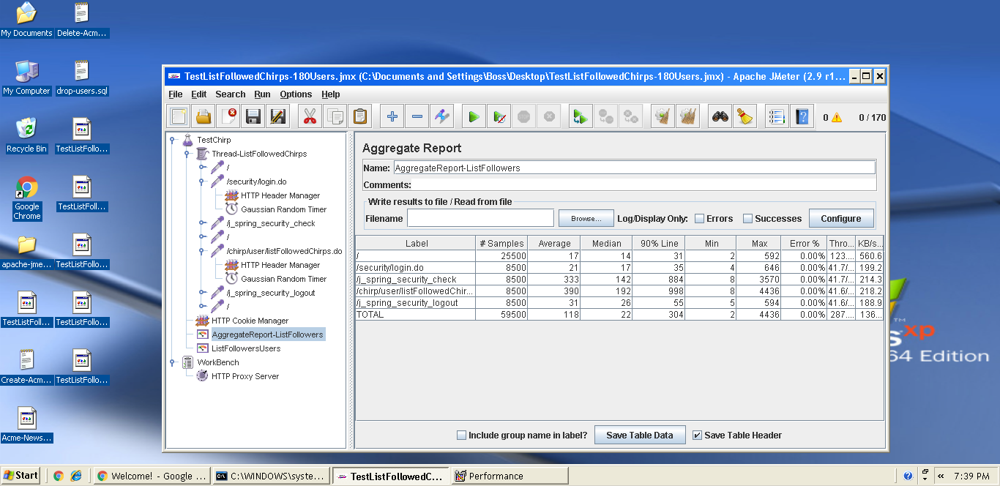 My Documents
Delete-Acm...
My Computer
drop-users.sql
Recycle Bin
TestListFollo...
Google
Chrome
TestListFoll...
apache-jme...
TestListFollo...
TestListFoll...
TestListFollo...
Create-Acm...
TestListFollo...
Acme-News...
TestListFollowedChirps-180Users.jmx (C:\Documents and Settings\Boss\Desktop\TestListFollowedChirps-180Users.jmx) - Apache JMeter (2.9 r1...
File Edit Search Run Options Help
0 0 / 170
TestChirp
Thread-ListFollowedChirps
/
/security/login.do
HTTP Header Manager
Gaussian Random Timer
/j_spring_security_check
/
/chirp/user/listFollowedChirps.do
HTTP Header Manager
Gaussian Random Timer
/j_spring_security_logout
/
HTTP Cookie Manager
AggregateReport-ListFollowers
ListFollowersUsers
WorkBench
HTTP Proxy Server
Aggregate Report
Name: AggregateReport-ListFollowers
Comments:
Write results to file / Read from file
Filename Browse... Log/Display Only: Errors Successes Configure
Label # Samples Average Median 90% Line Min Max Error % Thro... KB/s...
/ 25500 17 14 31 2 592 0.00% 123.... 560.6
/security/login.do 8500 21 17 35 4 646 0.00% 41.7/... 199.2
/j_spring_security_check 8500 333 142 884 8 3570 0.00% 41.7/... 214.3
/chirp/user/listFollowedChir... 8500 390 192 998 8 4436 0.00% 41.6/... 218.2
/j_spring_security_logout 8500 31 26 55 5 594 0.00% 41.6/... 188.9
TOTAL 59500 118 22 304 2 4436 0.00% 287.... 136...
Include group name in label? Save Table Data Save Table Header
TM
s xp
64 Edition
Start
Welcome! - Google ...
C:\WINDOWS\syste...
TestListFollowedC...
Performance
« 7:39 PM